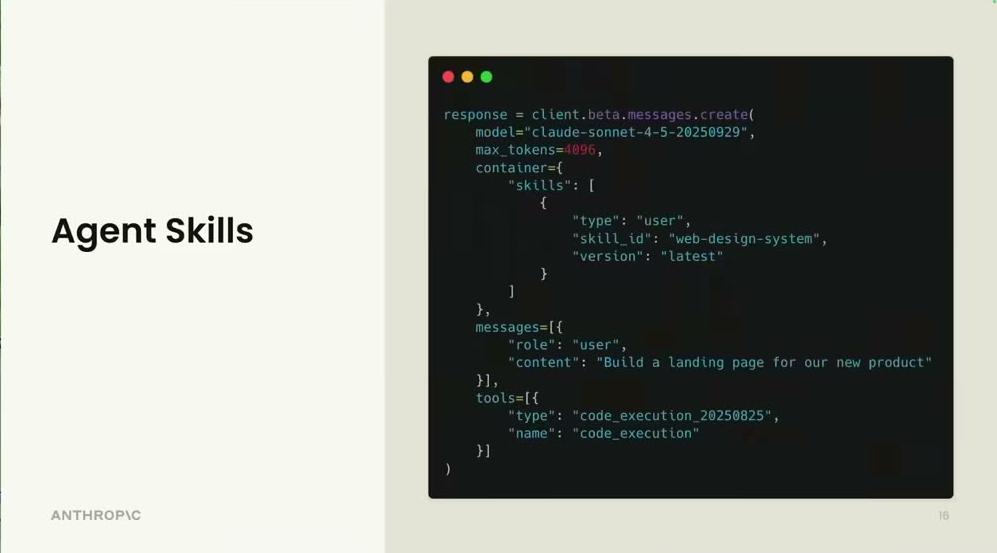 Agent Skills
response = client.beta.messages.create(
    model="claude-sonnet-4-5-20250929",
    max_tokens=4096,
    container={
        "skills": [
            {
                "type": "user",
                "skill_id": "web-design-system",
                "version": "latest"
            }
        ]
    },
    messages=[{
        "role": "user",
        "content": "Build a landing page for our new product"
    }],
    tools=[{
        "type": "code_execution_20250825",
        "name": "code_execution"
    }]
)
ANTHROP\C
16